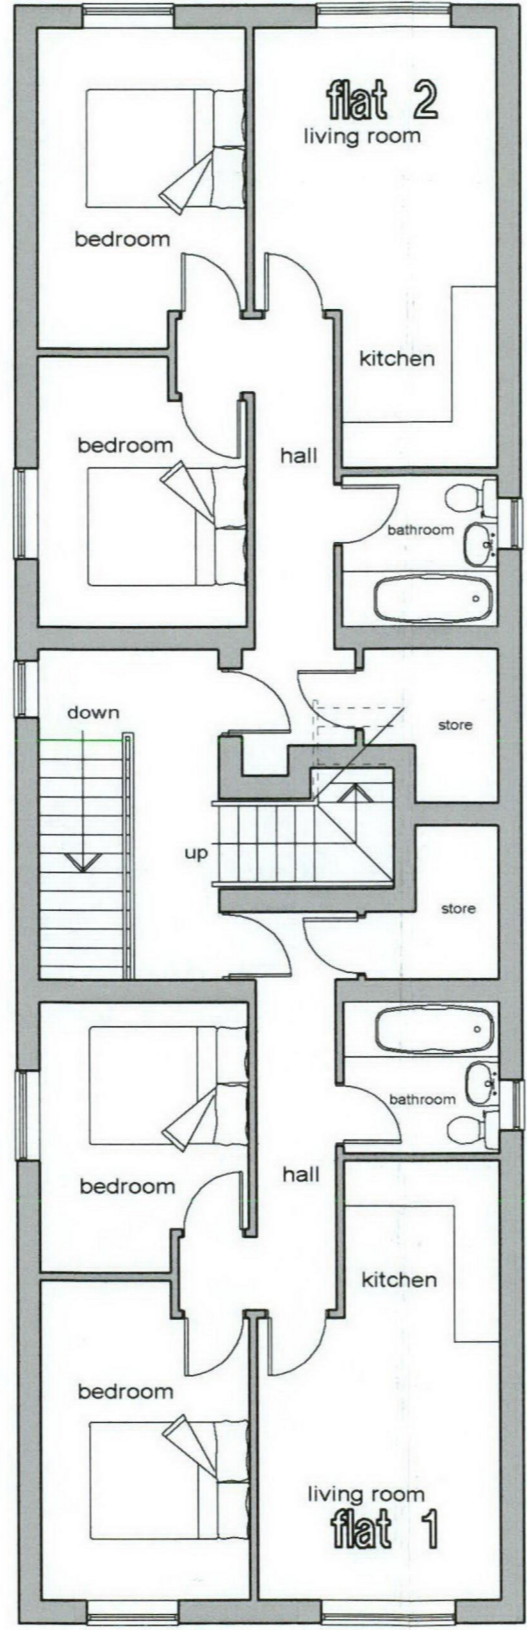 flat 2
living room
bedroom
kitchen
bedroom
hall
bathroom
down
store
up
store
bathroom
hall
bedroom
kitchen
bedroom
living room
flat 1